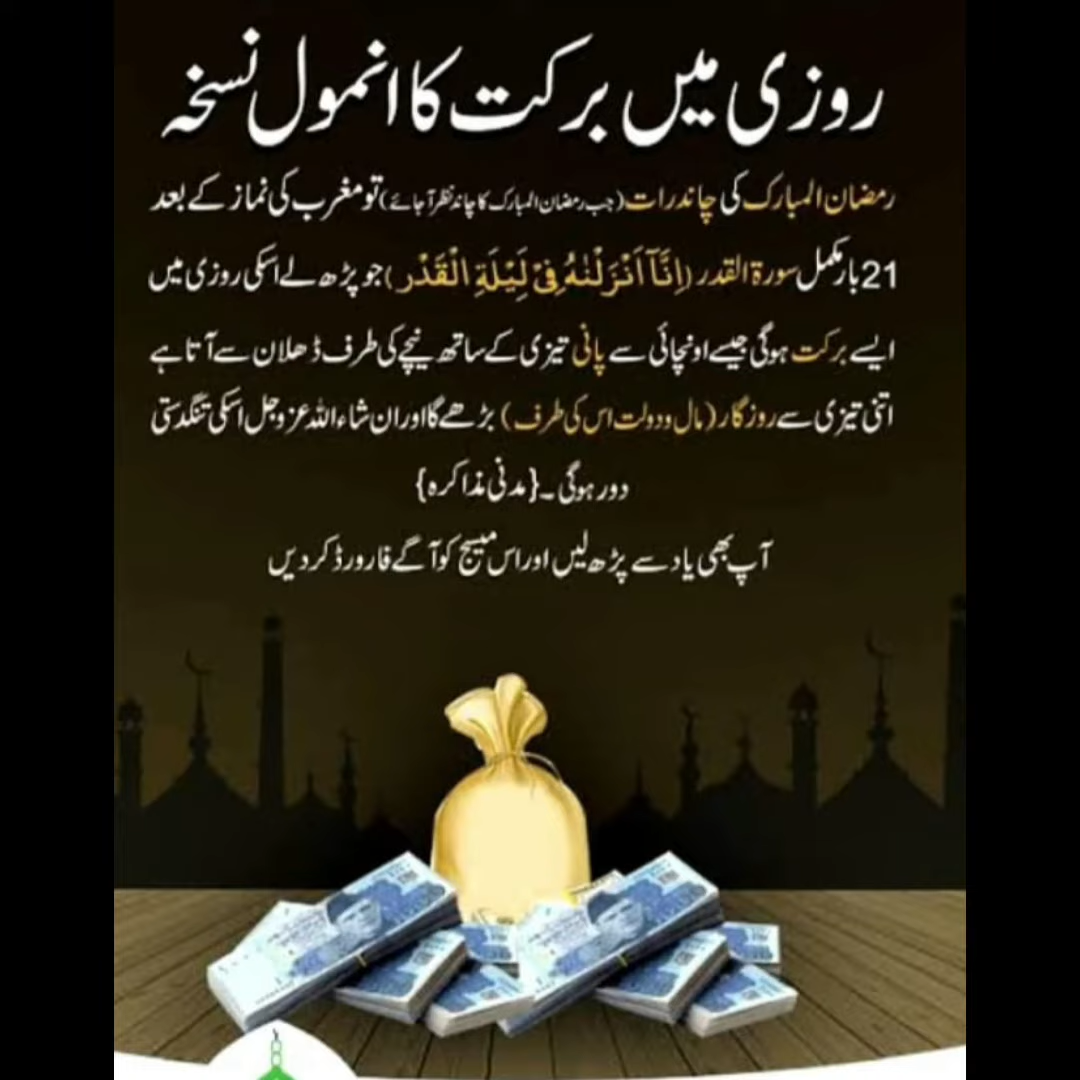 روزی میں برکت کا انمول نسخہ
رمضان المبارک کی چاند رات (جب رمضان المبارک کا چاند نظر آ جائے) تو مغرب کی نماز کے بعد
21 بار مکمل سورۃ القدر (اِنَّاۤ اَنْزَلْنٰهُ فِیْ لَیْلَةِ الْقَدْر) جو پڑھ لے اسکی روزی میں
ایسے برکت ہوگی جیسے اونچائی سے پانی تیزی کے ساتھ نیچے کی طرف ڈھلان سے آتا ہے
اتنی تیزی سے روزگار (مال و دولت اس کی طرف) بڑھے گا اور ان شاء اللہ عزوجل اسکی تنگدستی
دور ہوگی۔ {مدنی مذاکرہ}
آپ بھی یاد سے پڑھ لیں اور اس میسج کو آگے فارورڈ کر دیں